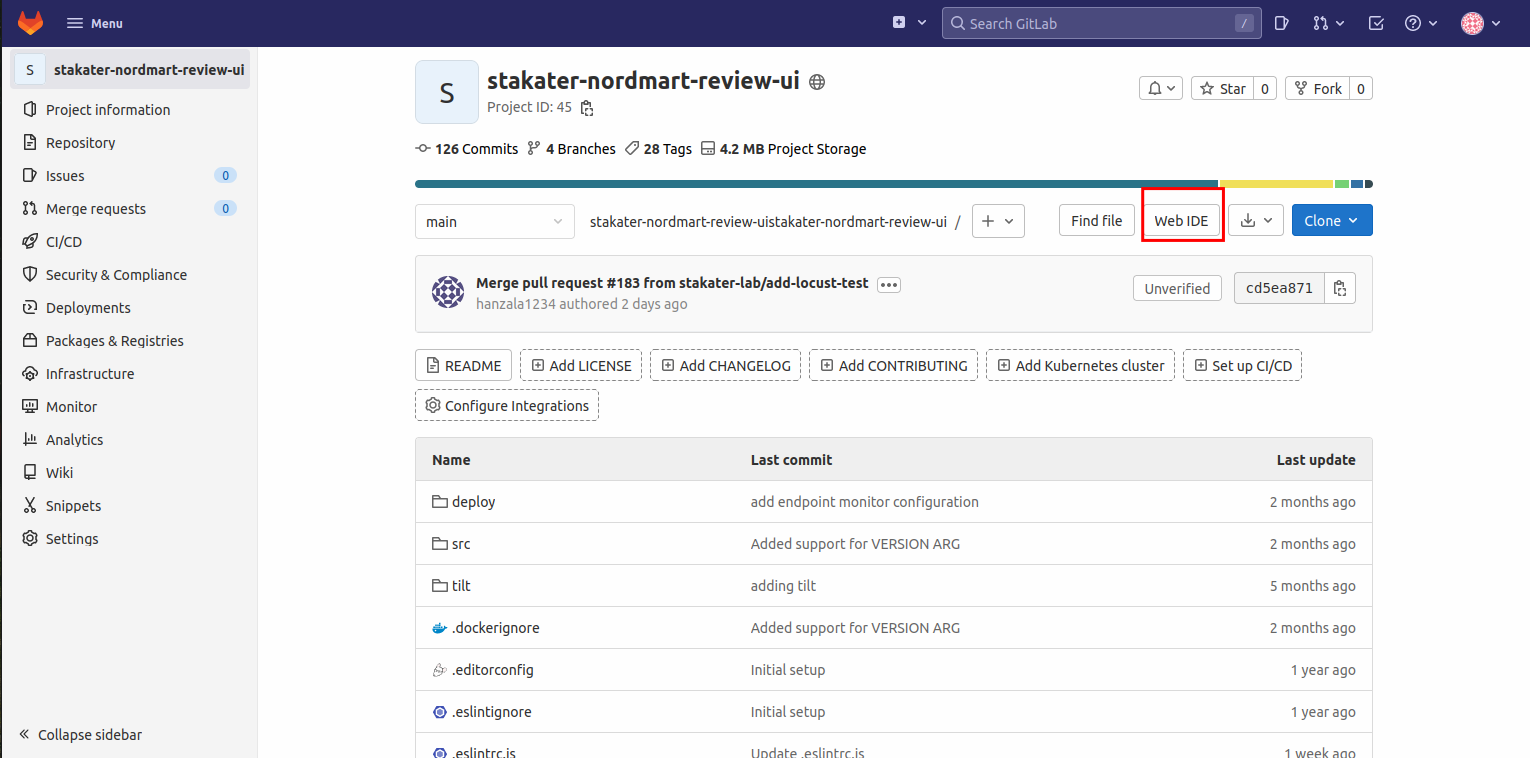 Menu
Search GitLab /
S stakater-nordmart-review-ui
Project information
Repository
Issues 0
Merge requests 0
CI/CD
Security & Compliance
Deployments
Packages & Registries
Infrastructure
Monitor
Analytics
Wiki
Snippets
Settings
Collapse sidebar
S
stakater-nordmart-review-ui
Project ID: 45
Star 0
Fork 0
126 Commits 4 Branches 28 Tags 4.2 MB Project Storage
main stakater-nordmart-review-uistakater-nordmart-review-ui / Find file Web IDE Clone
Merge pull request #183 from stakater-lab/add-locust-test
hanzala1234 authored 2 days ago
Unverified cd5ea871
README Add LICENSE Add CHANGELOG Add CONTRIBUTING Add Kubernetes cluster Set up CI/CD
Configure Integrations
Name Last commit Last update
deploy add endpoint monitor configuration 2 months ago
src Added support for VERSION ARG 2 months ago
tilt adding tilt 5 months ago
.dockerignore Added support for VERSION ARG 2 months ago
.editorconfig Initial setup 1 year ago
.eslintignore Initial setup 1 year ago
.eslintrc.js Update .eslintrc.js 1 week ago